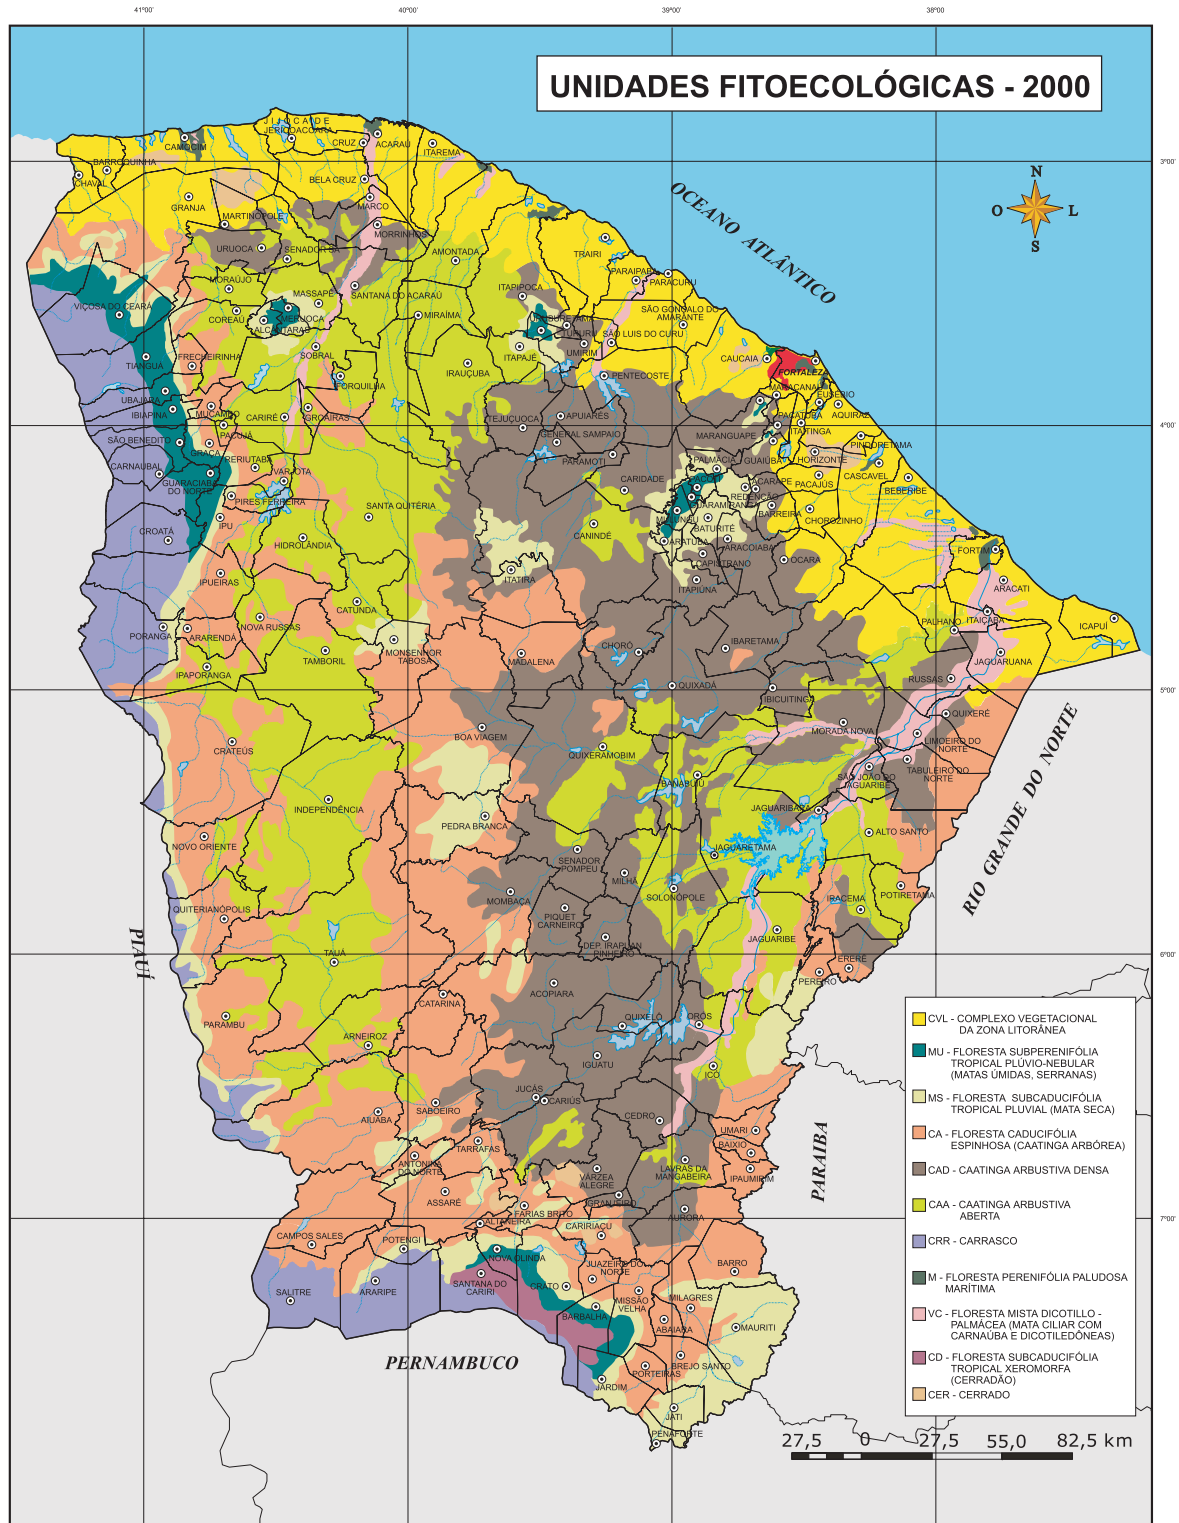 41°00'
40°00'
39°00'
38°00'
UNIDADES FITOECOLÓGICAS - 2000
3°00'
4°00'
5°00'
6°00'
7°00'
N
O
L
S
OCEANO ATLÂNTICO
RIO GRANDE DO NORTE
PARAIBA
PERNAMBUCO
PIAUÍ
JIJOCA DE
JERICOACOARA
CAMOCIM
CRUZ
ACARAÚ
ITAREMA
BARROQUINHA
CHAVAL
BELA CRUZ
GRANJA
MARCO
MARTINÓPOLE
MORRINHOS
URUOCA
SENADOR SÁ
AMONTADA
TRAIRI
PARAIPABA
PARACURU
MORAÚJO
MASSAPÊ
SANTANA DO ACARAÚ
ITAPIPOCA
VIÇOSA DO CEARÁ
COREAÚ
MERUOCA
ALCÂNTARAS
MIRAÍMA
URUBURETAMA
TURURU
SÃO GONÇALO DO
AMARANTE
SÃO LUIS DO CURU
UMIRIM
ITAPAJÉ
SOBRAL
FRECHEIRINHA
TIANGUÁ
IRAUÇUBA
FORQUILHA
PENTECOSTE
CAUCAIA
FORTALEZA
MARACANAÚ
EUSÉBIO
AQUIRAZ
UBAJARA
IBIAPINA
MUCAMBO
PACUJÁ
CARIRÉ
GROAÍRAS
TEJUÇUOCA
APUIARÉS
GENERAL SAMPAIO
PACATUBA
ITAITINGA
MARANGUAPE
PINDORETAMA
SÃO BENEDITO
GRAÇA
RERIUTABA
VARJOTA
PARAMOTI
PALMÁCIA
GUAIÚBA
HORIZONTE
CASCAVEL
BEBERIBE
CARNAUBAL
GUARACIABA
DO NORTE
PIRES FERREIRA
SANTA QUITÉRIA
CARIDADE
PACOTI
ACARAPE
PACAJÚS
REDENÇÃO
GUARAMIRANGA
BARREIRA
MULUNGU
BATURITÉ
CHOROZINHO
CROATÁ
IPU
HIDROLÂNDIA
CANINDÉ
ARATUBA
ARACOIABA
CAPISTRANO
OCARA
FORTIM
ARACATI
ITATIRA
ITAPIÚNA
IPUEIRAS
CATUNDA
NOVA RUSSAS
PORANGA
ARARENDÁ
PALHANO
ITAIÇABA
ICAPUÍ
IPAPORANGA
TAMBORIL
MONSENHOR
TABOSA
MADALENA
CHORÓ
IBARETAMA
JAGUARUANA
RUSSAS
QUIXADÁ
IBICUITINGA
QUIXERÉ
CRATEÚS
BOA VIAGEM
QUIXERAMOBIM
MORADA NOVA
LIMOEIRO DO
NORTE
TABULEIRO DO
NORTE
SÃO JOÃO DO
JAGUARIBE
BANABUIÚ
INDEPENDÊNCIA
JAGUARIBARA
NOVO ORIENTE
PEDRA BRANCA
ALTO SANTO
JAGUARETAMA
SENADOR
POMPEU
MILHÃ
SOLONÓPOLE
POTIRETAMA
IRACEMA
MOMBAÇA
PIQUET
CARNEIRO
QUITERIANÓPOLIS
DEP. IRAPUAN
PINHEIRO
JAGUARIBE
TAUÁ
ERERÉ
PEREIRO
ACOPIARA
CATARINA
PARAMBU
QUIXELÔ
ORÓS
ARNEIROZ
IGUATU
ICÓ
JUCÁS
CARIÚS
SABOEIRO
AIUABA
CEDRO
UMARI
BAIXIO
IPAUMIRIM
TARRAFAS
ANTONINA
DO NORTE
LAVRAS DA
MANGABEIRA
VÁRZEA
ALEGRE
ASSARÉ
GRANJEIRO
FARIAS BRITO
AURORA
ALTANEIRA
CARIRIAÇU
CAMPOS SALES
POTENGI
NOVA OLINDA
JUAZEIRO DO
NORTE
BARRO
SANTANA DO
CARIRI
CRATO
SALITRE
ARARIPE
MISSÃO
VELHA
MILAGRES
BARBALHA
ABAIARA
MAURITI
PORTEIRAS
BREJO SANTO
JARDIM
JATI
PENAFORTE
CVL - COMPLEXO VEGETACIONAL
DA ZONA LITORÂNEA
MU - FLORESTA SUBPERENIFÓLIA
TROPICAL PLÚVIO-NEBULAR
(MATAS ÚMIDAS, SERRANAS)
MS - FLORESTA SUBCADUCIFÓLIA
TROPICAL PLUVIAL (MATA SECA)
CA - FLORESTA CADUCIFÓLIA
ESPINHOSA (CAATINGA ARBÓREA)
CAD - CAATINGA ARBUSTIVA DENSA
CAA - CAATINGA ARBUSTIVA
ABERTA
CRR - CARRASCO
M - FLORESTA PERENIFÓLIA PALUDOSA
MARÍTIMA
VC - FLORESTA MISTA DICOTILLO -
PALMÁCEA (MATA CILIAR COM
CARNAÚBA E DICOTILEDÔNEAS)
CD - FLORESTA SUBCADUCIFÓLIA
TROPICAL XEROMORFA
(CERRADÃO)
CER - CERRADO
27,5 0 27,5 55,0 82,5 km